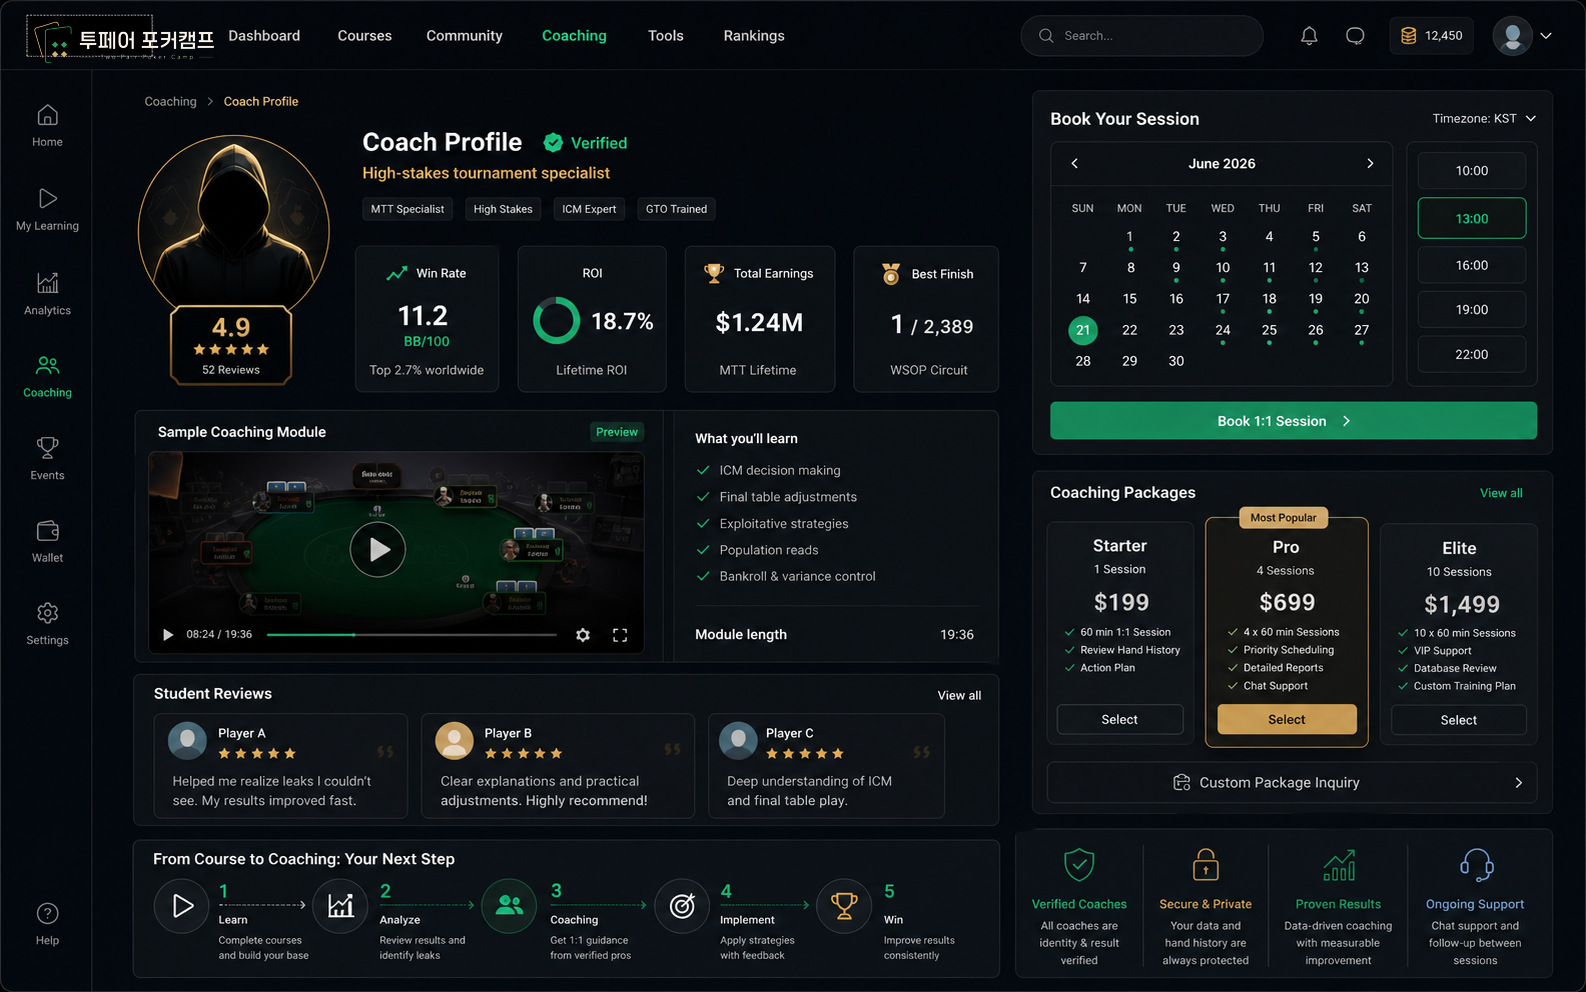 투페어 포커캠프
Two Pair Poker Camp
Dashboard
Courses
Community
Coaching
Tools
Rankings
Search...
12,450
Home
My Learning
Analytics
Coaching
Events
Wallet
Settings
Help
Coaching > Coach Profile
Coach Profile
Verified
High-stakes tournament specialist
MTT Specialist
High Stakes
ICM Expert
GTO Trained
4.9
52 Reviews
Win Rate
11.2
BB/100
Top 2.7% worldwide
ROI
18.7%
Lifetime ROI
Total Earnings
$1.24M
MTT Lifetime
Best Finish
1 / 2,389
WSOP Circuit
Sample Coaching Module
Preview
08:24 / 19:36
What you'll learn
ICM decision making
Final table adjustments
Exploitative strategies
Population reads
Bankroll & variance control
Module length
19:36
Student Reviews
View all
Player A
Helped me realize leaks I couldn't
see. My results improved fast.
Player B
Clear explanations and practical
adjustments. Highly recommend!
Player C
Deep understanding of ICM
and final table play.
From Course to Coaching: Your Next Step
1
Learn
Complete courses
and build your base
2
Analyze
Review results and
identify leaks
3
Coaching
Get 1:1 guidance
from verified pros
4
Implement
Apply strategies
with feedback
5
Win
Improve results
consistently
Book Your Session
Timezone: KST
June 2026
SUN MON TUE WED THU FRI SAT
1 2 3 4 5 6
7 8 9 10 11 12 13
14 15 16 17 18 19 20
21 22 23 24 25 26 27
28 29 30
10:00
13:00
16:00
19:00
22:00
Book 1:1 Session
Coaching Packages
View all
Starter
1 Session
$199
60 min 1:1 Session
Review Hand History
Action Plan
Select
Most Popular
Pro
4 Sessions
$699
4 x 60 min Sessions
Priority Scheduling
Detailed Reports
Chat Support
Select
Elite
10 Sessions
$1,499
10 x 60 min Sessions
VIP Support
Database Review
Custom Training Plan
Select
Custom Package Inquiry
Verified Coaches
All coaches are
identity & result
verified
Secure & Private
Your data and
hand history are
always protected
Proven Results
Data-driven coaching
with measurable
improvement
Ongoing Support
Chat support and
follow-up between
sessions